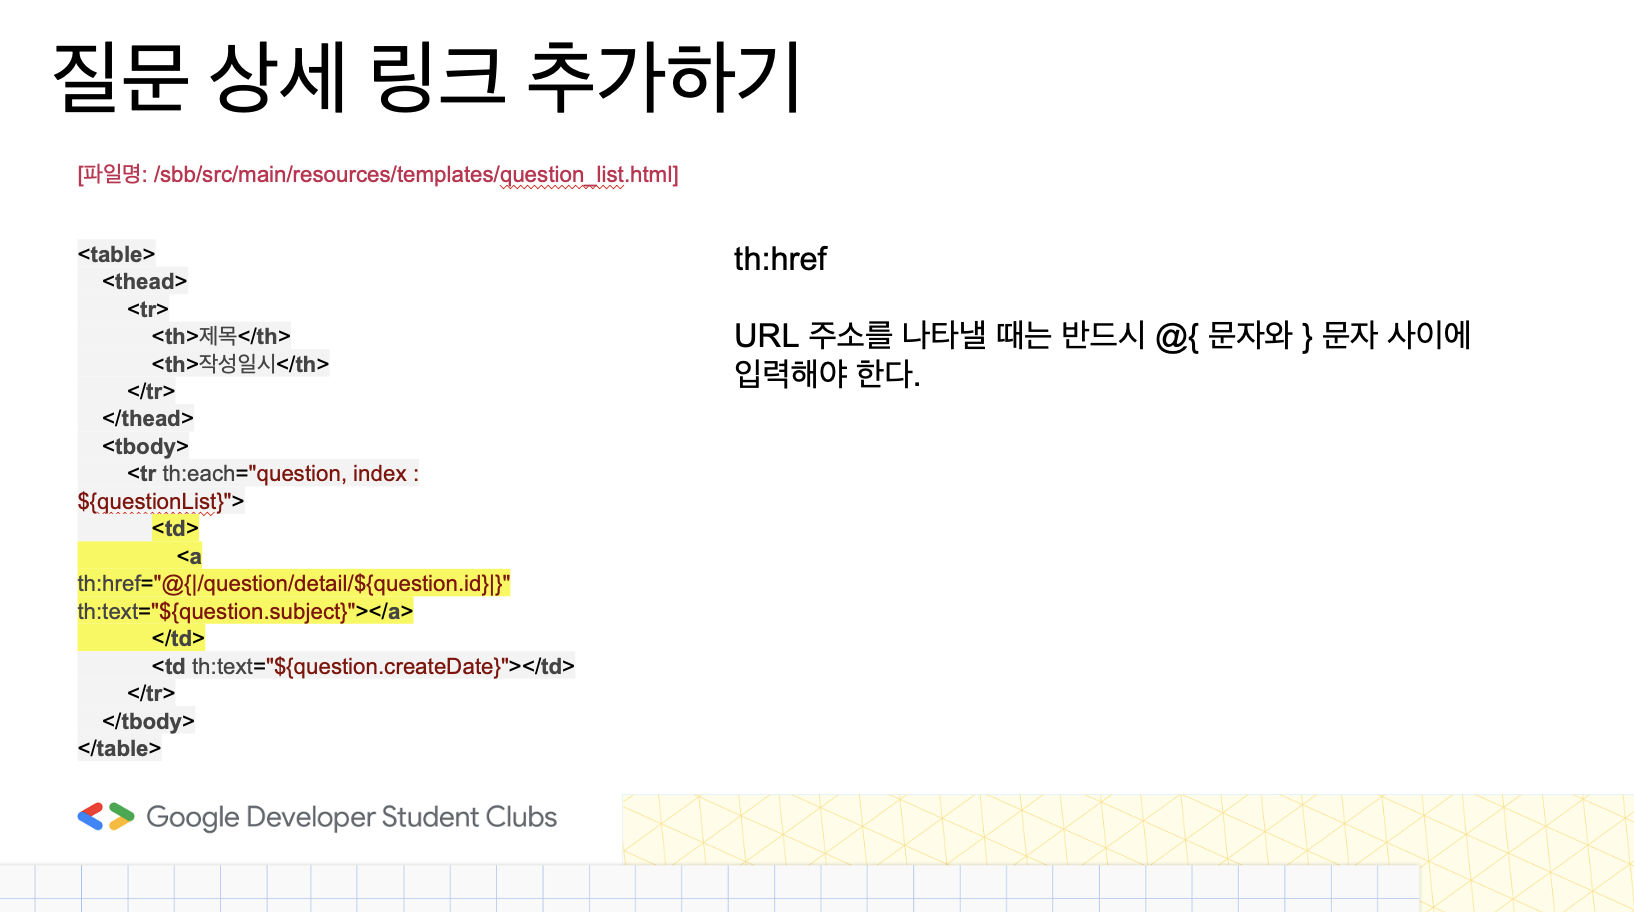 질문 상세 링크 추가하기
[파일명: /sbb/src/main/resources/templates/question_list.html]
<table>
    <thead>
        <tr>
            <th>제목</th>
            <th>작성일시</th>
        </tr>
    </thead>
    <tbody>
        <tr th:each="question, index :
${questionList}">
            <td>
                <a
th:href="@{|/question/detail/${question.id}|}"
th:text="${question.subject}"></a>
            </td>
            <td th:text="${question.createDate}"></td>
        </tr>
    </tbody>
</table>
th:href
URL 주소를 나타낼 때는 반드시 @{ 문자와 } 문자 사이에
입력해야 한다.
Google Developer Student Clubs